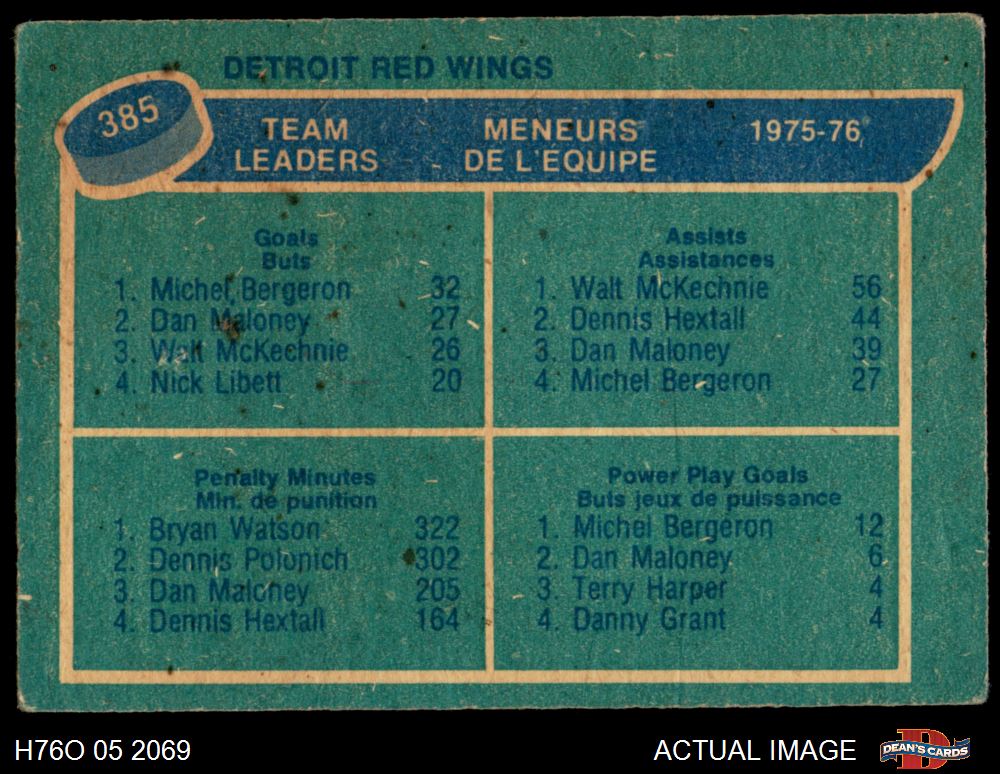 DETROIT RED WINGS
385
TEAM LEADERS
MENEURS DE L'EQUIPE
1975-76
Goals
Buts
1. Michel Bergeron 32
2. Dan Maloney 27
3. Walt McKechnie 26
4. Nick Libett 20
Assists
Assistances
1. Walt McKechnie 56
2. Dennis Hextall 44
3. Dan Maloney 39
4. Michel Bergeron 27
Penalty Minutes
Min. de punition
1. Bryan Watson 322
2. Dennis Polonich 302
3. Dan Maloney 205
4. Dennis Hextall 164
Power Play Goals
Buts jeux de puissance
1. Michel Bergeron 12
2. Dan Maloney 6
3. Terry Harper 4
4. Danny Grant 4
H76O 05 2069
ACTUAL IMAGE
DEAN'S CARDS